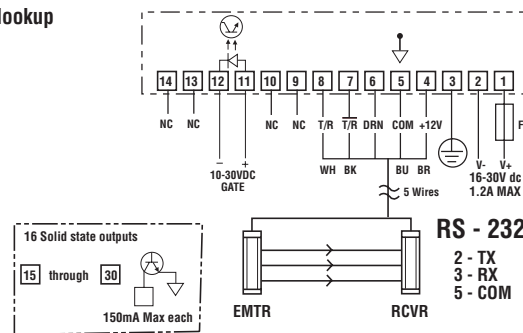 lookup
14 13 12 11 10 9 8 7 6 5 4 3 2 1
NC NC NC NC T/R T/R DRN COM +12V F
− +
10-30VDC
GATE
WH BK BU BR
V- V+
16-30V dc
1.2A MAX
5 Wires
16 Solid state outputs
15 through 30
150mA Max each
EMTR RCVR
RS - 232
2 - TX
3 - RX
5 - COM